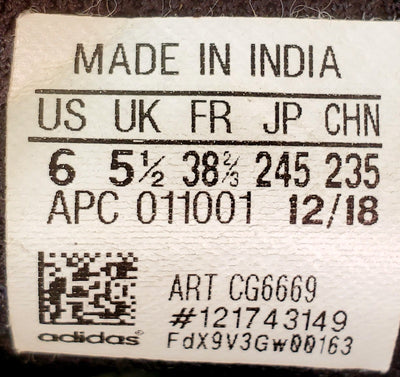 MADE IN INDIA
US UK FR JP CHN
6 5½ 38⅔ 245 235
APC 011001 12/18
ART CG6669
#121743149
adidas FdX9V3Gw00163